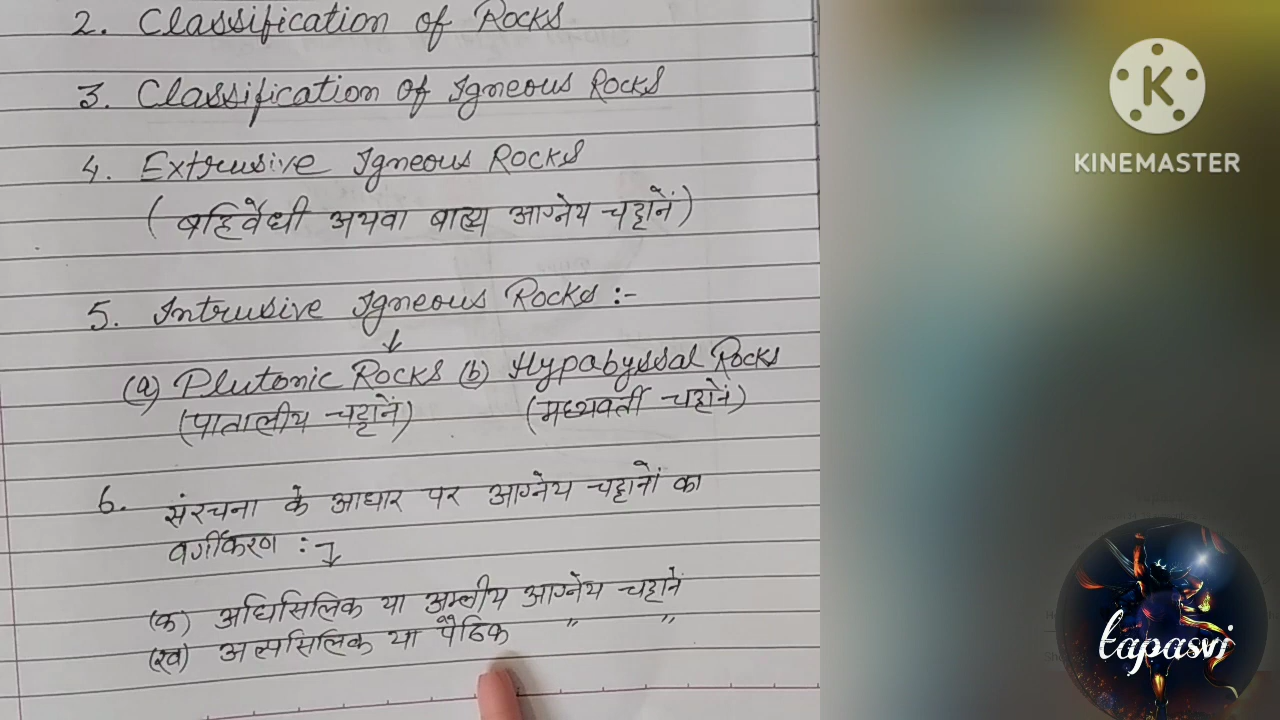 2. Classification of Rocks
3. Classification of Igneous Rocks
4. Extrusive Igneous Rocks
(बहिर्वेधी अथवा बाह्य आग्नेय चट्टानें)
5. Intrusive Igneous Rocks :-
↓
(a) Plutonic Rocks (b) Hypabyssal Rocks
(पातालीय चट्टानें) (मध्यवर्ती चट्टानें)
6. संरचना के आधार पर आग्नेय चट्टानों का
वर्गीकरण :-
(क) अधिसिलिक या अम्लीय आग्नेय चट्टानें
(ख) अल्पसिलिक या पैठिक " "
K
KINEMASTER
tapasvi